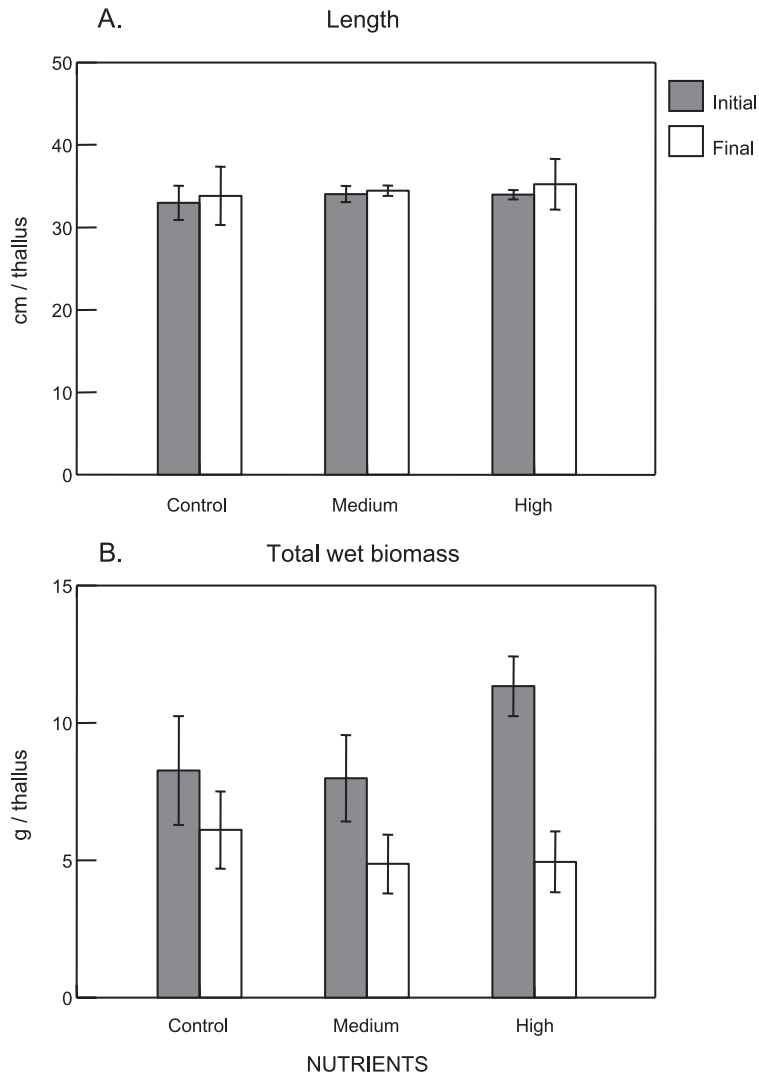 A. Length
50
40
30
20
10
0
cm / thallus
Initial
Final
Control Medium High
B. Total wet biomass
15
10
5
0
g / thallus
Control Medium High
NUTRIENTS